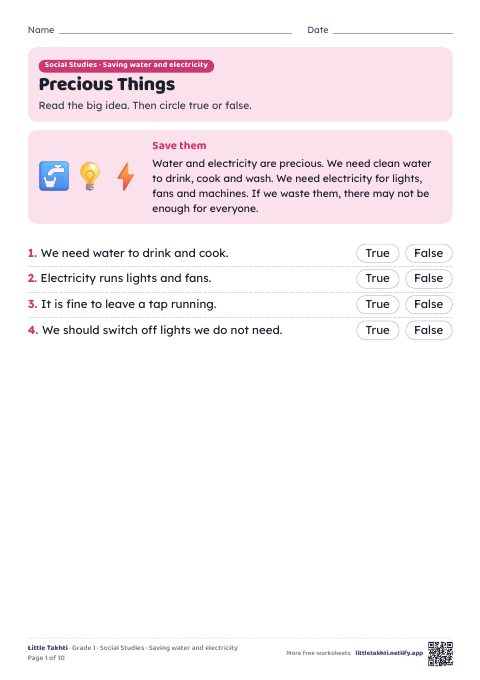 Name
Date
Social Studies · Saving water and electricity
Precious Things
Read the big idea. Then circle true or false.
Save them
Water and electricity are precious. We need clean water
to drink, cook and wash. We need electricity for lights,
fans and machines. If we waste them, there may not be
enough for everyone.
1. We need water to drink and cook. True False
2. Electricity runs lights and fans. True False
3. It is fine to leave a tap running. True False
4. We should switch off lights we do not need. True False
Little Takhti · Grade 1 · Social Studies · Saving water and electricity
Page 1 of 10
More free worksheets littletakhti.netlify.app